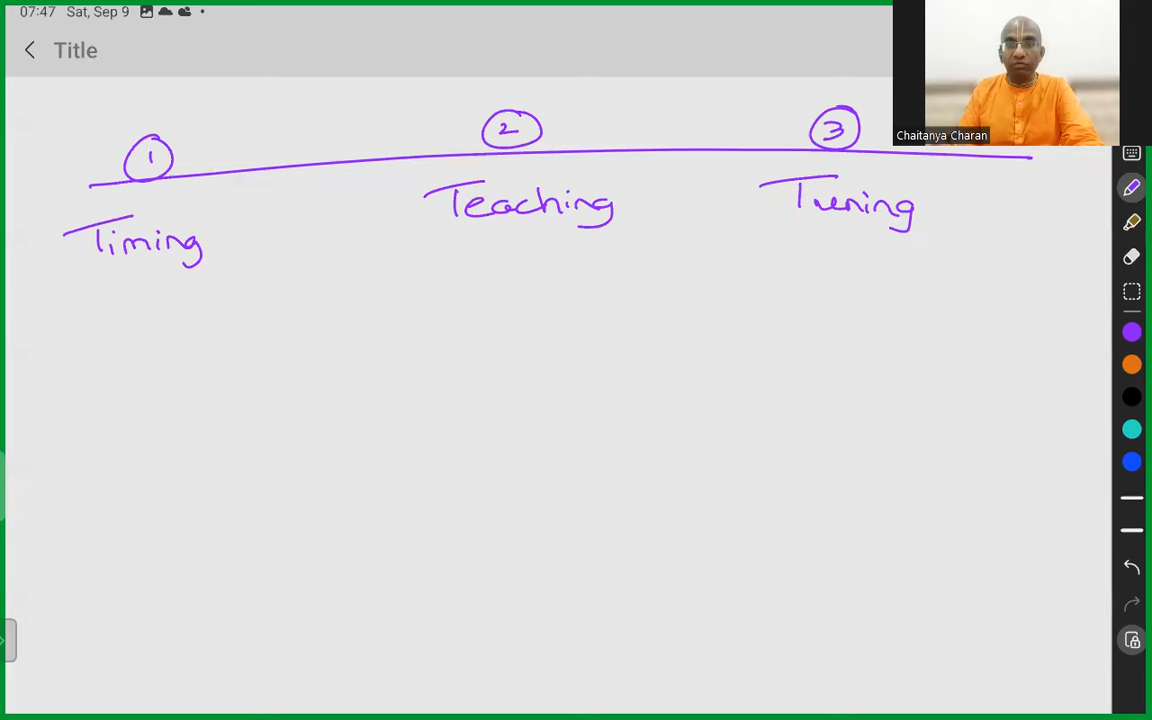 07:47 Sat, Sep 9
Title
Chaitanya Charan
1 2 3
Timing Teaching Tuning